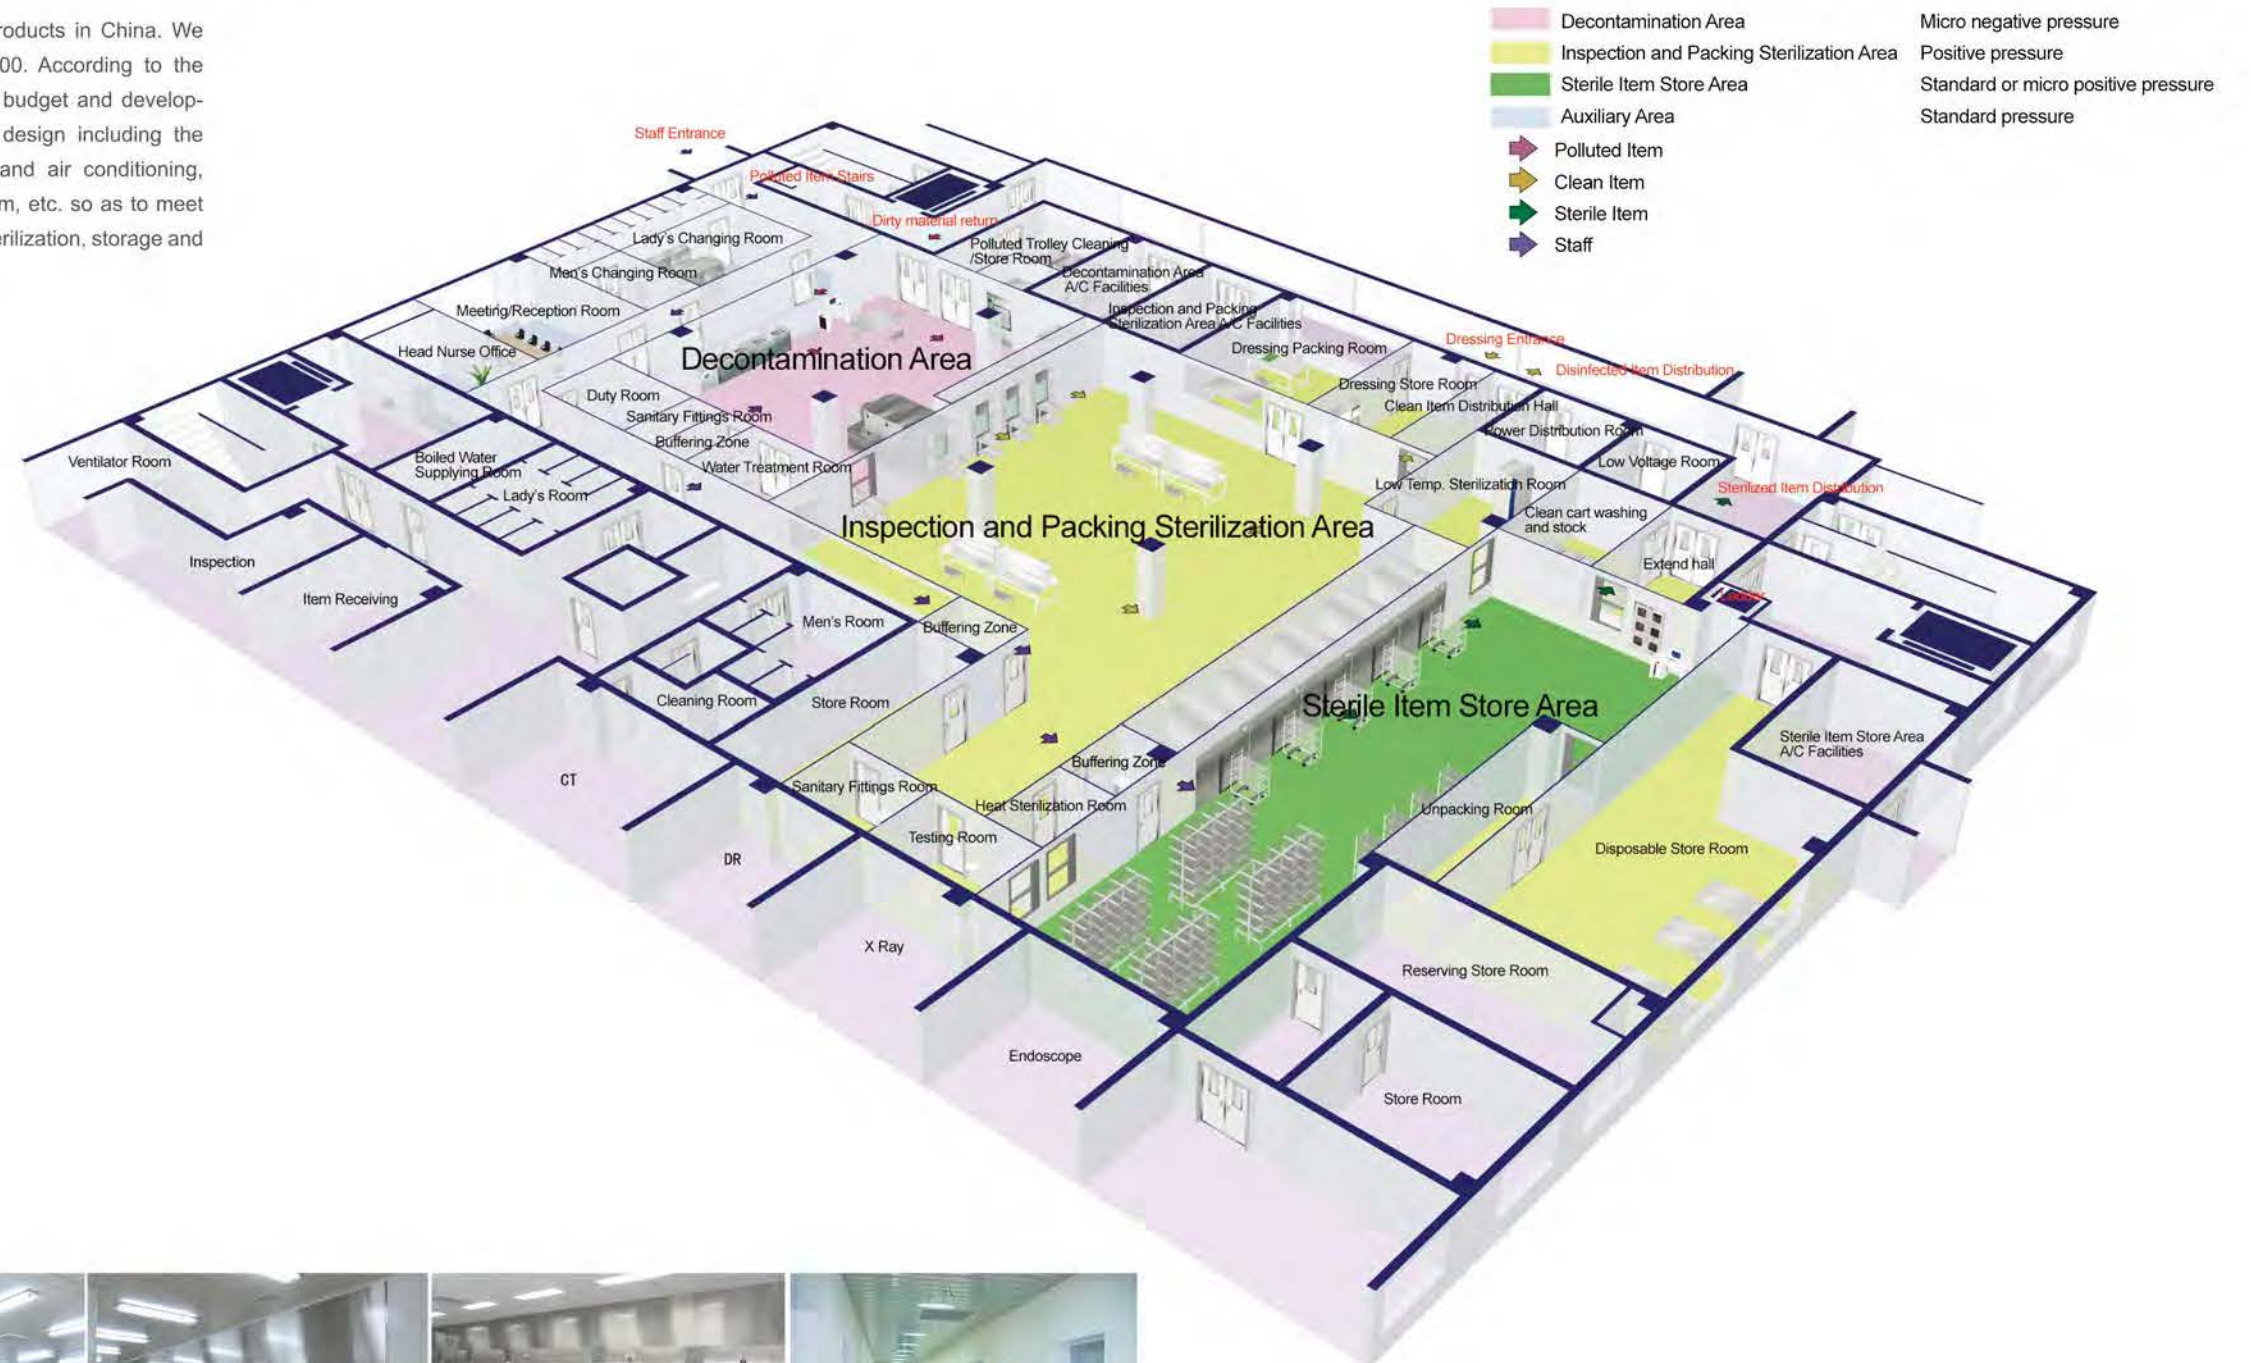 roducts in China. We
00. According to the
budget and develop-
design including the
and air conditioning,
m, etc. so as to meet
erilization, storage and
Decontamination Area Micro negative pressure
Inspection and Packing Sterilization Area Positive pressure
Sterile Item Store Area Standard or micro positive pressure
Auxiliary Area Standard pressure
Polluted Item
Clean Item
Sterile Item
Staff
Staff Entrance
Polluted Item Stairs
Dirty material return
Lady's Changing Room
Polluted Trolley Cleaning
/Store Room
Men's Changing Room
Decontamination Area
A/C Facilities
Meeting/Reception Room
Inspection and Packing
Sterilization Area A/C Facilities
Head Nurse Office
Decontamination Area
Dressing Packing Room
Dressing Entrance
Disinfected Item Distribution
Duty Room
Dressing Store Room
Sanitary Fittings Room
Clean Item Distribution Hall
Buffering Zone
Power Distribution Room
Ventilator Room
Boiled Water
Supplying Room
Water Treatment Room
Low Voltage Room
Lady's Room
Low Temp. Sterilization Room
Sterilized Item Distribution
Inspection and Packing Sterilization Area
Clean cart washing
and stock
Inspection
Extend hall
Item Receiving
Ladder
Men's Room
Buffering Zone
Cleaning Room
Store Room
Sterile Item Store Area
Sterile Item Store Area
A/C Facilities
CT
Buffering Zone
Sanitary Fittings Room
Heat Sterilization Room
Unpacking Room
Testing Room
DR
Disposable Store Room
X Ray
Reserving Store Room
Endoscope
Store Room